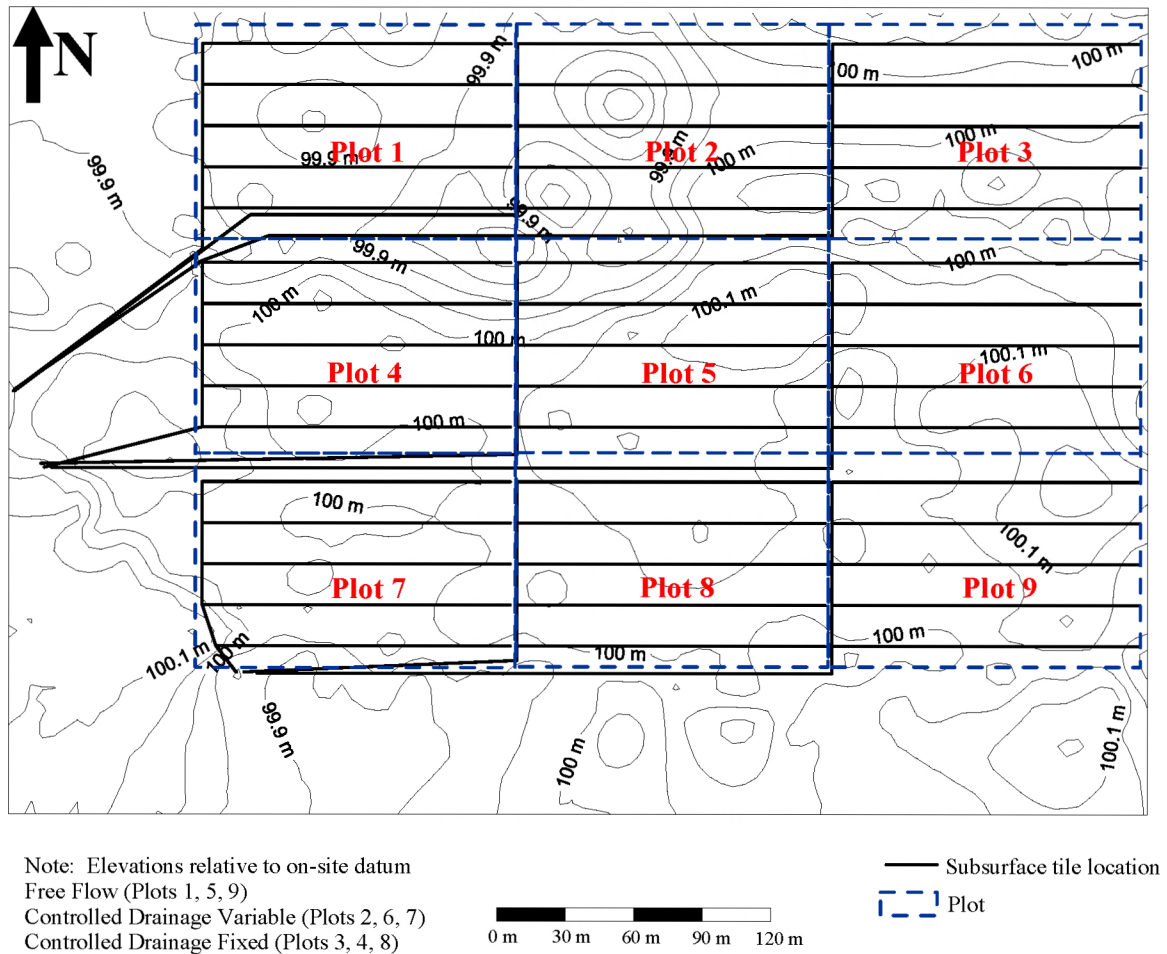 N
99.9 m
100 m
100 m
99.9 m
Plot 1
99.9 m
Plot 2
99.9 m
100 m
100 m
Plot 3
99.9 m
99.9 m
100 m
100 m
100.1 m
100 m
100.1 m
Plot 4
Plot 5
Plot 6
100 m
100 m
100.1 m
Plot 7
Plot 8
Plot 9
100.1 m
100 m
100 m
100 m
99.9 m
100 m
100.1 m
Note: Elevations relative to on-site datum
Free Flow (Plots 1, 5, 9)
Controlled Drainage Variable (Plots 2, 6, 7)
Controlled Drainage Fixed (Plots 3, 4, 8)
0 m 30 m 60 m 90 m 120 m
Subsurface tile location
Plot